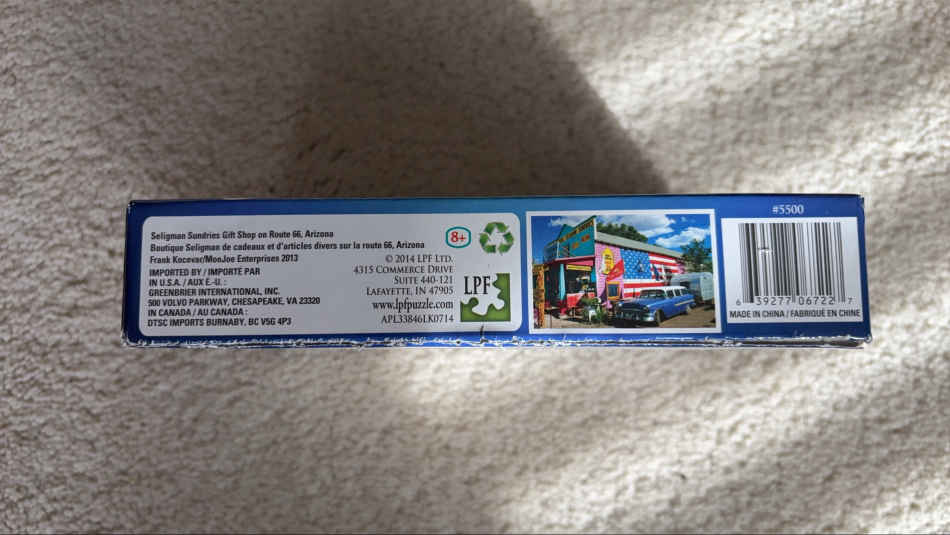 Seligman Sundries Gift Shop on Route 66, Arizona
Boutique Seligman de cadeaux et d'articles divers sur la route 66, Arizona
Frank Kocevar/MooJoe Enterprises 2013
IMPORTED BY / IMPORTÉ PAR
IN U.S.A. / AUX É.-U. :
GREENBRIER INTERNATIONAL, INC.
500 VOLVO PARKWAY, CHESAPEAKE, VA 23320
IN CANADA / AU CANADA :
DTSC IMPORTS BURNABY, BC V5G 4P3
8+
© 2014 LPF LTD.
4315 COMMERCE DRIVE
SUITE 440-121
LAFAYETTE, IN 47905
www.lpfpuzzle.com
APL33846LK0714
LPF
#5500
6 39277 06722 7
MADE IN CHINA / FABRIQUÉ EN CHINE